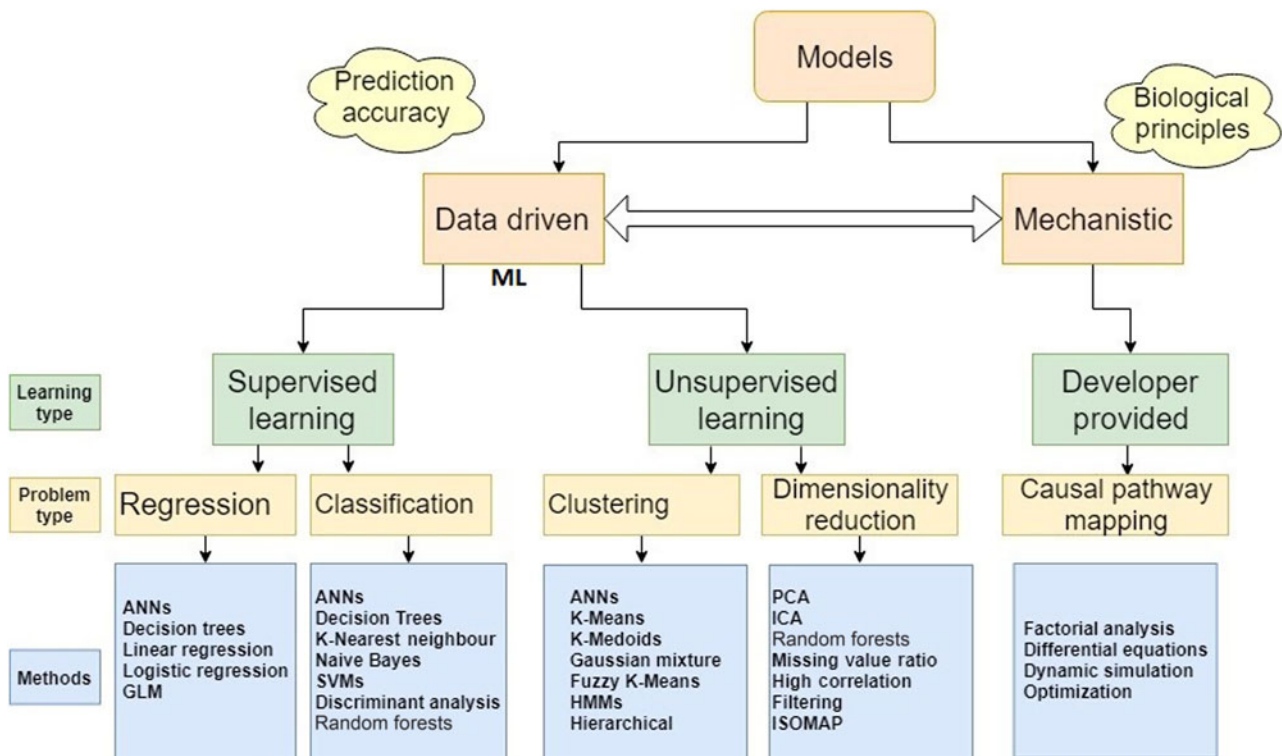 Models
Prediction
accuracy
Biological
principles
Data driven
Mechanistic
ML
Learning
type
Supervised
learning
Unsupervised
learning
Developer
provided
Problem
type
Regression
Classification
Clustering
Dimensionality
reduction
Causal pathway
mapping
Methods
ANNs
Decision trees
Linear regression
Logistic regression
GLM
ANNs
Decision Trees
K-Nearest neighbour
Naive Bayes
SVMs
Discriminant analysis
Random forests
ANNs
K-Means
K-Medoids
Gaussian mixture
Fuzzy K-Means
HMMs
Hierarchical
PCA
ICA
Random forests
Missing value ratio
High correlation
Filtering
ISOMAP
Factorial analysis
Differential equations
Dynamic simulation
Optimization